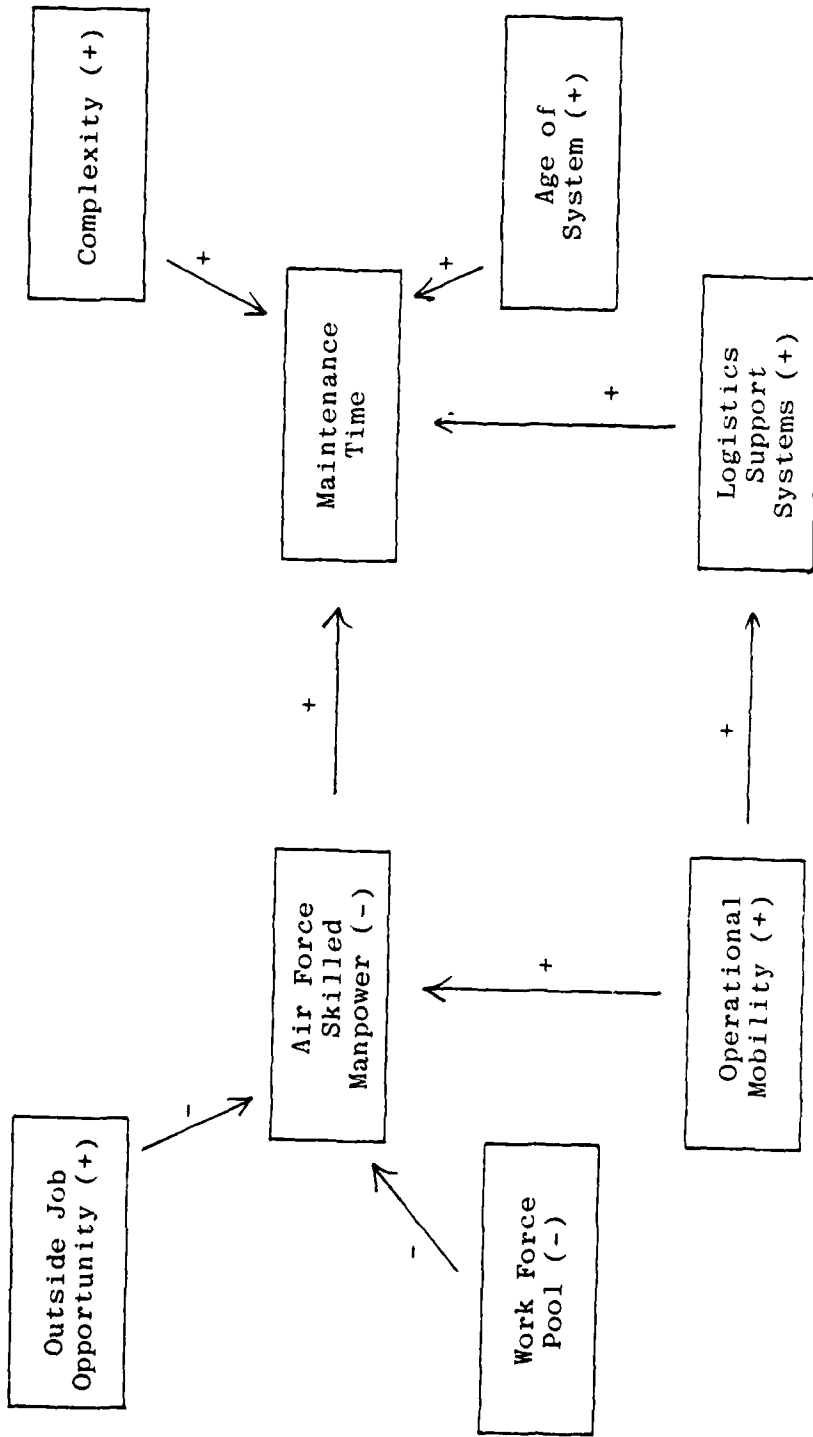 Outside Job
Opportunity (+)
-
Work Force
Pool (-)
-
Air Force
Skilled
Manpower (-)
+
Operational
Mobility (+)
+
+
Complexity (+)
+
Maintenance
Time
+
Age of
System (+)
+
Logistics
Support
Systems (+)